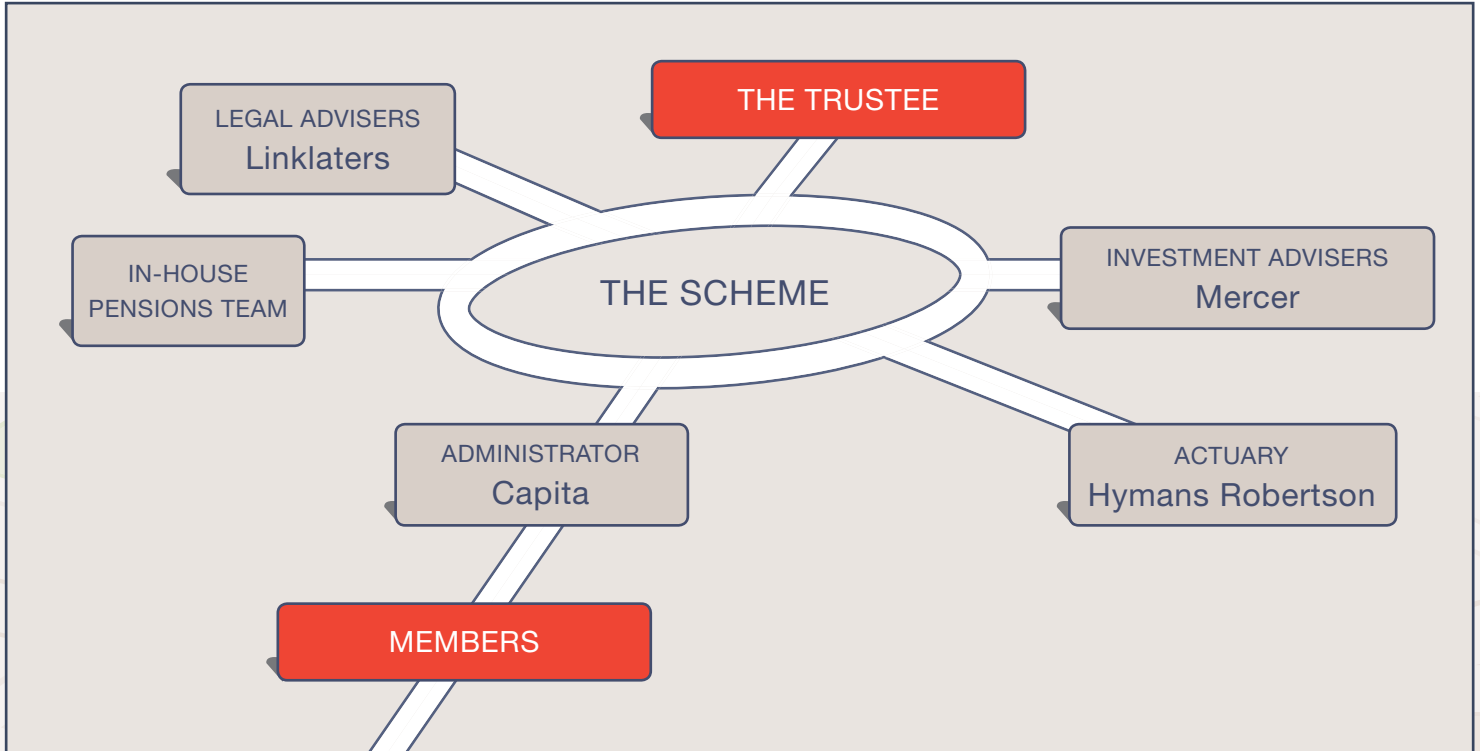 THE TRUSTEE
LEGAL ADVISERS
Linklaters
IN-HOUSE
PENSIONS TEAM
THE SCHEME
INVESTMENT ADVISERS
Mercer
ADMINISTRATOR
Capita
ACTUARY
Hymans Robertson
MEMBERS